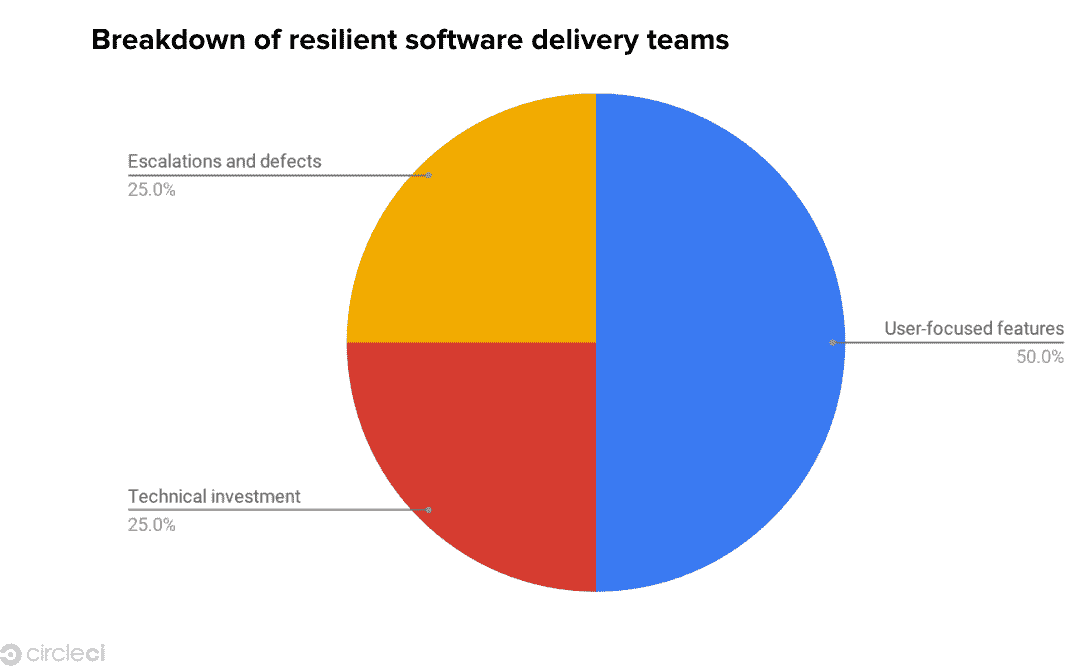 Breakdown of resilient software delivery teams
Escalations and defects
25.0%
User-focused features
50.0%
Technical investment
25.0%
circleci